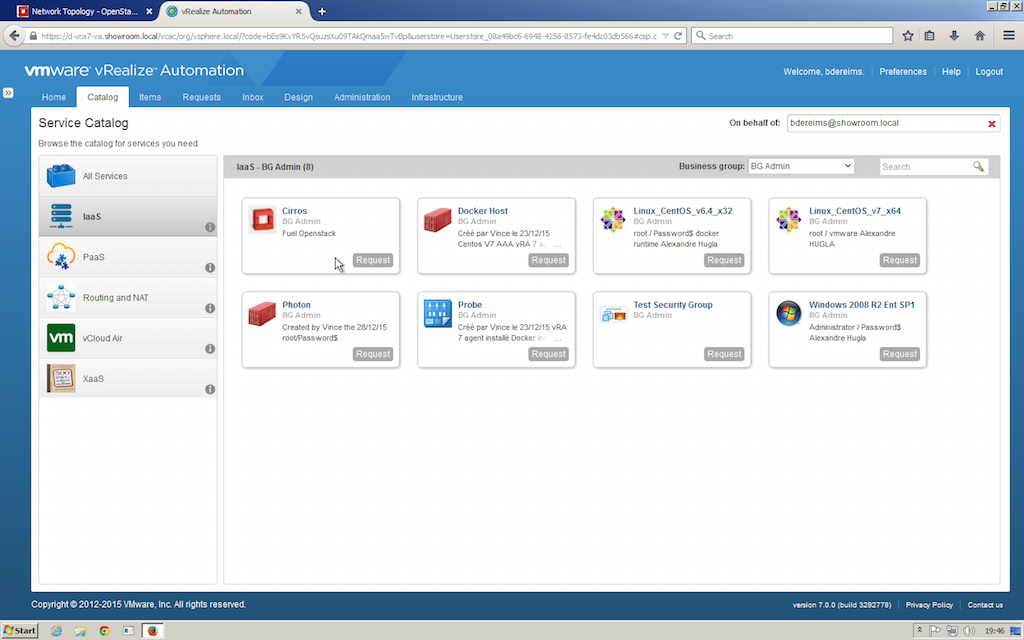 Network Topology - OpenSta...
vRealize Automation
https://d-vra7-va.showroom.local/vcac/org/vsphere.local/?code=bEs9KvYR5vQsuzsXu09TAkQmaa5wTvBp&userstore=Userstore_08a49bc6-6948-4256-8573-fe4dc03db566#csp.c
Search
vmware® vRealize™ Automation
Welcome, bdereims.
Preferences
Help
Logout
Home
Catalog
Items
Requests
Inbox
Design
Administration
Infrastructure
Service Catalog
On behalf of:
bdereims@showroom.local
Browse the catalog for services you need.
All Services
IaaS
PaaS
Routing and NAT
vm
vCloud Air
500
XaaS
IaaS - BG Admin (8)
Business group:
BG Admin
Search
Cirros
BG Admin
Fuel Openstack
Request
Docker Host
BG Admin
Créé par Vince le 23/12/15
Centos V7 AAA vRA 7 a ...
Request
Linux_CentOS_v6.4_x32
BG Admin
root / Password$ docker
runtime Alexandre Hugla
Request
Linux_CentOS_v7_x64
BG Admin
root / vmware Alexandre
HUGLA
Request
Photon
BG Admin
Created by Vince the 28/12/15
root/Password$
Request
Probe
BG Admin
Créé par Vince le 23/12/15 vRA
7 agent installé Docker in ...
Request
Test Security Group
BG Admin
Request
Windows 2008 R2 Ent SP1
BG Admin
Administrator / Password$
Alexandre Hugla
Request
Copyright © 2012-2015 VMware, Inc. All rights reserved.
version 7.0.0 (build 3292778)
Privacy Policy
Contact us
Start
19:46